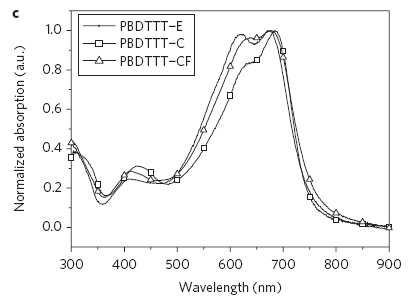 c
PBDTTT–E
PBDTTT–C
PBDTTT–CF
Normalized absorption (a.u.)
1.0
0.8
0.6
0.4
0.2
0.0
300 400 500 600 700 800 900
Wavelength (nm)